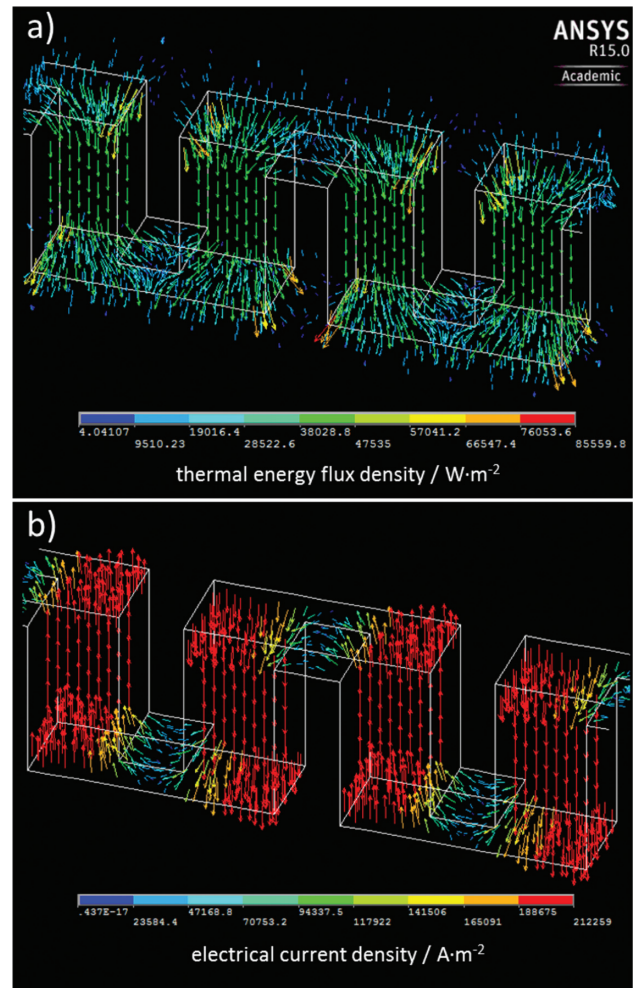 a)
ANSYS
R15.0
Academic
4.04107 19016.4 38028.8 57041.2 76053.6
9510.23 28522.6 47535 66547.4 85559.8
thermal energy flux density / W·m⁻²
b)
.437E-17 47168.8 94337.5 141506 188675
23584.4 70753.2 117922 165091 212259
electrical current density / A·m⁻²